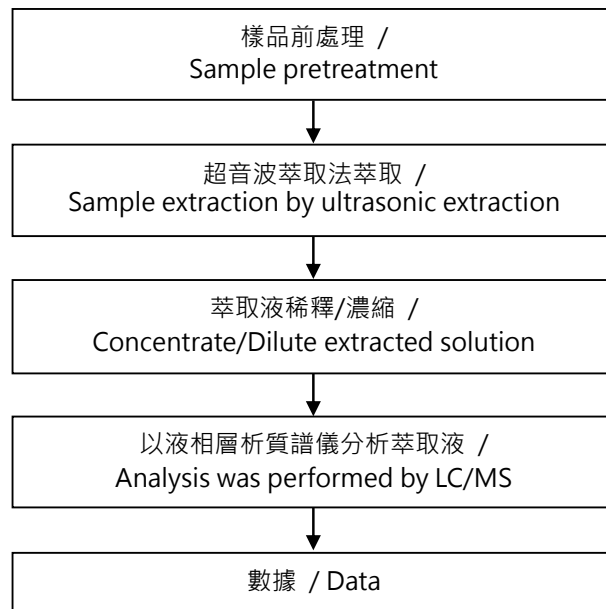 樣品前處理 /
Sample pretreatment
超音波萃取法萃取 /
Sample extraction by ultrasonic extraction
萃取液稀釋/濃縮 /
Concentrate/Dilute extracted solution
以液相層析質譜儀分析萃取液 /
Analysis was performed by LC/MS
數據 / Data